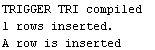 TRIGGER TRI compiled
1 rows inserted.
A row is inserted